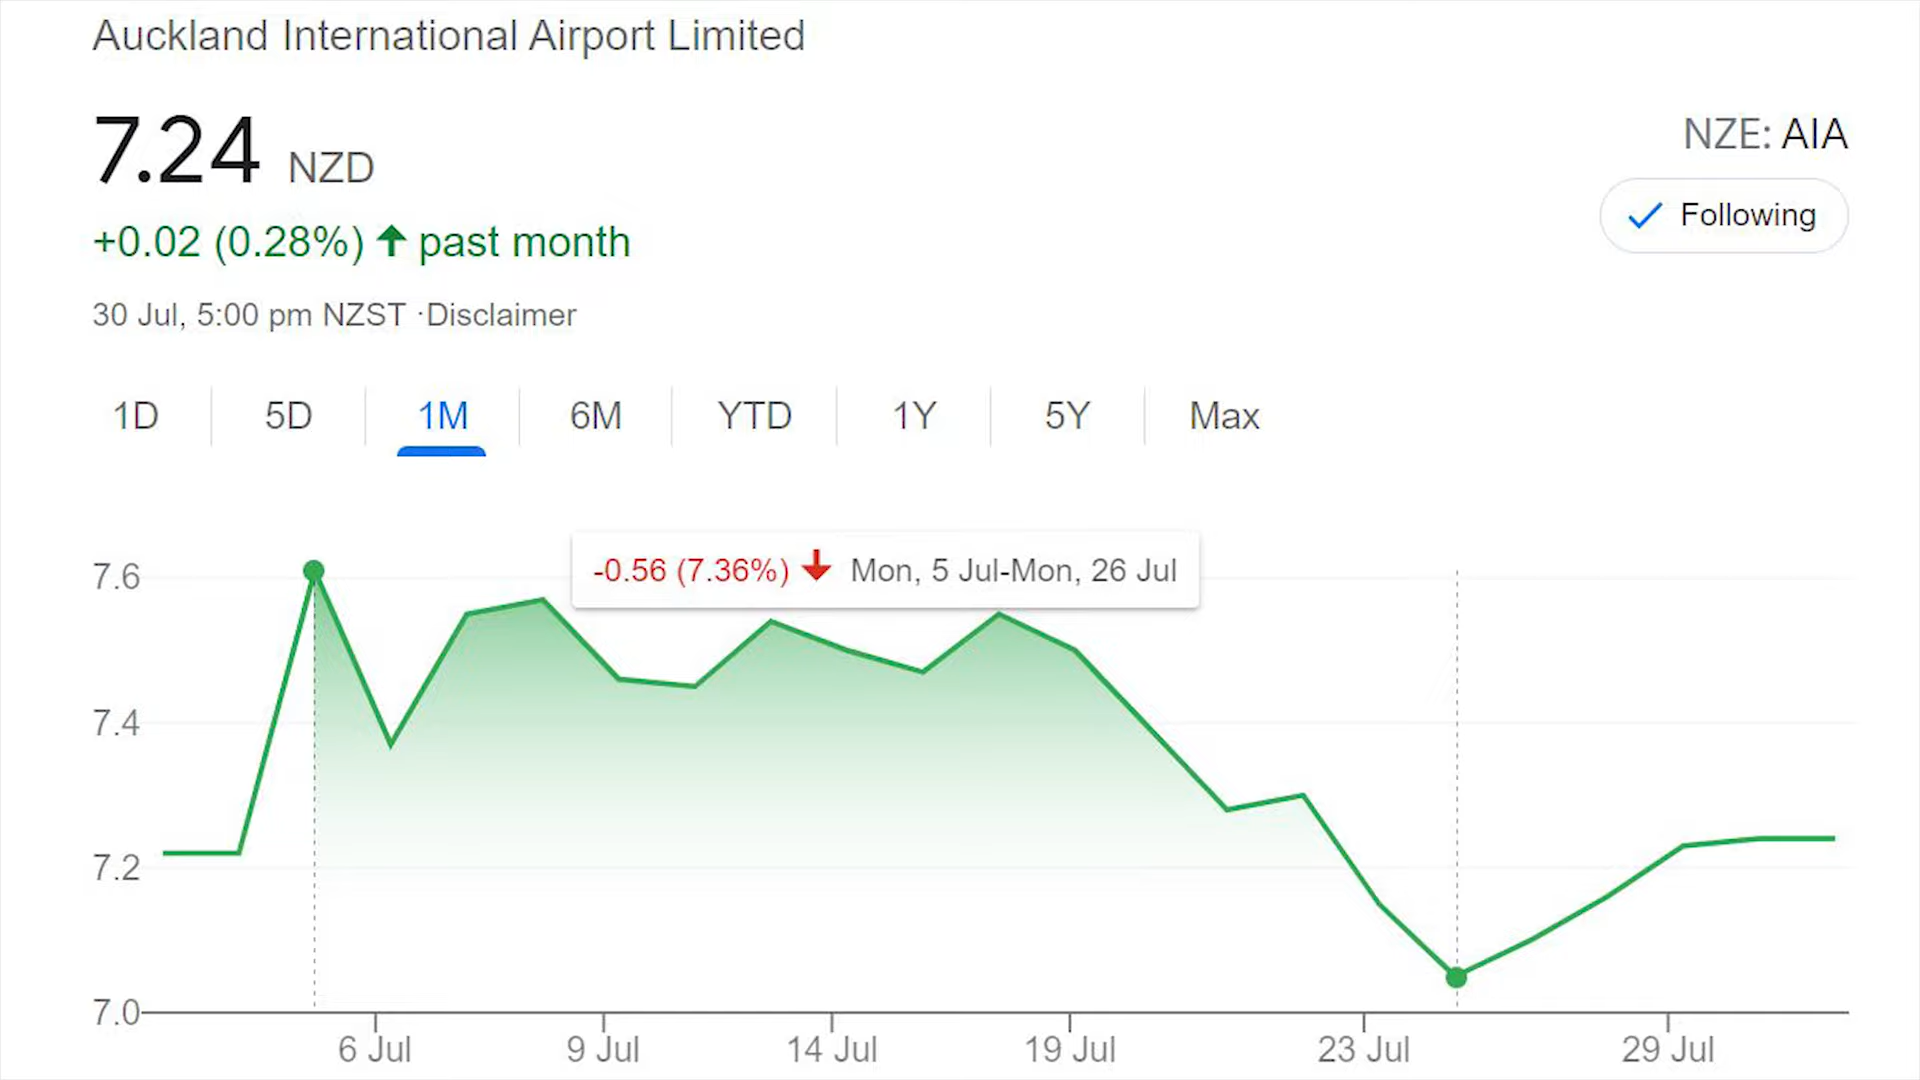 Auckland International Airport Limited
7.24 NZD
NZE: AIA
+0.02 (0.28%) past month
Following
30 Jul, 5:00 pm NZST ·Disclaimer
1D 5D 1M 6M YTD 1Y 5Y Max
-0.56 (7.36%) Mon, 5 Jul-Mon, 26 Jul
7.6
7.4
7.2
7.0
6 Jul 9 Jul 14 Jul 19 Jul 23 Jul 29 Jul